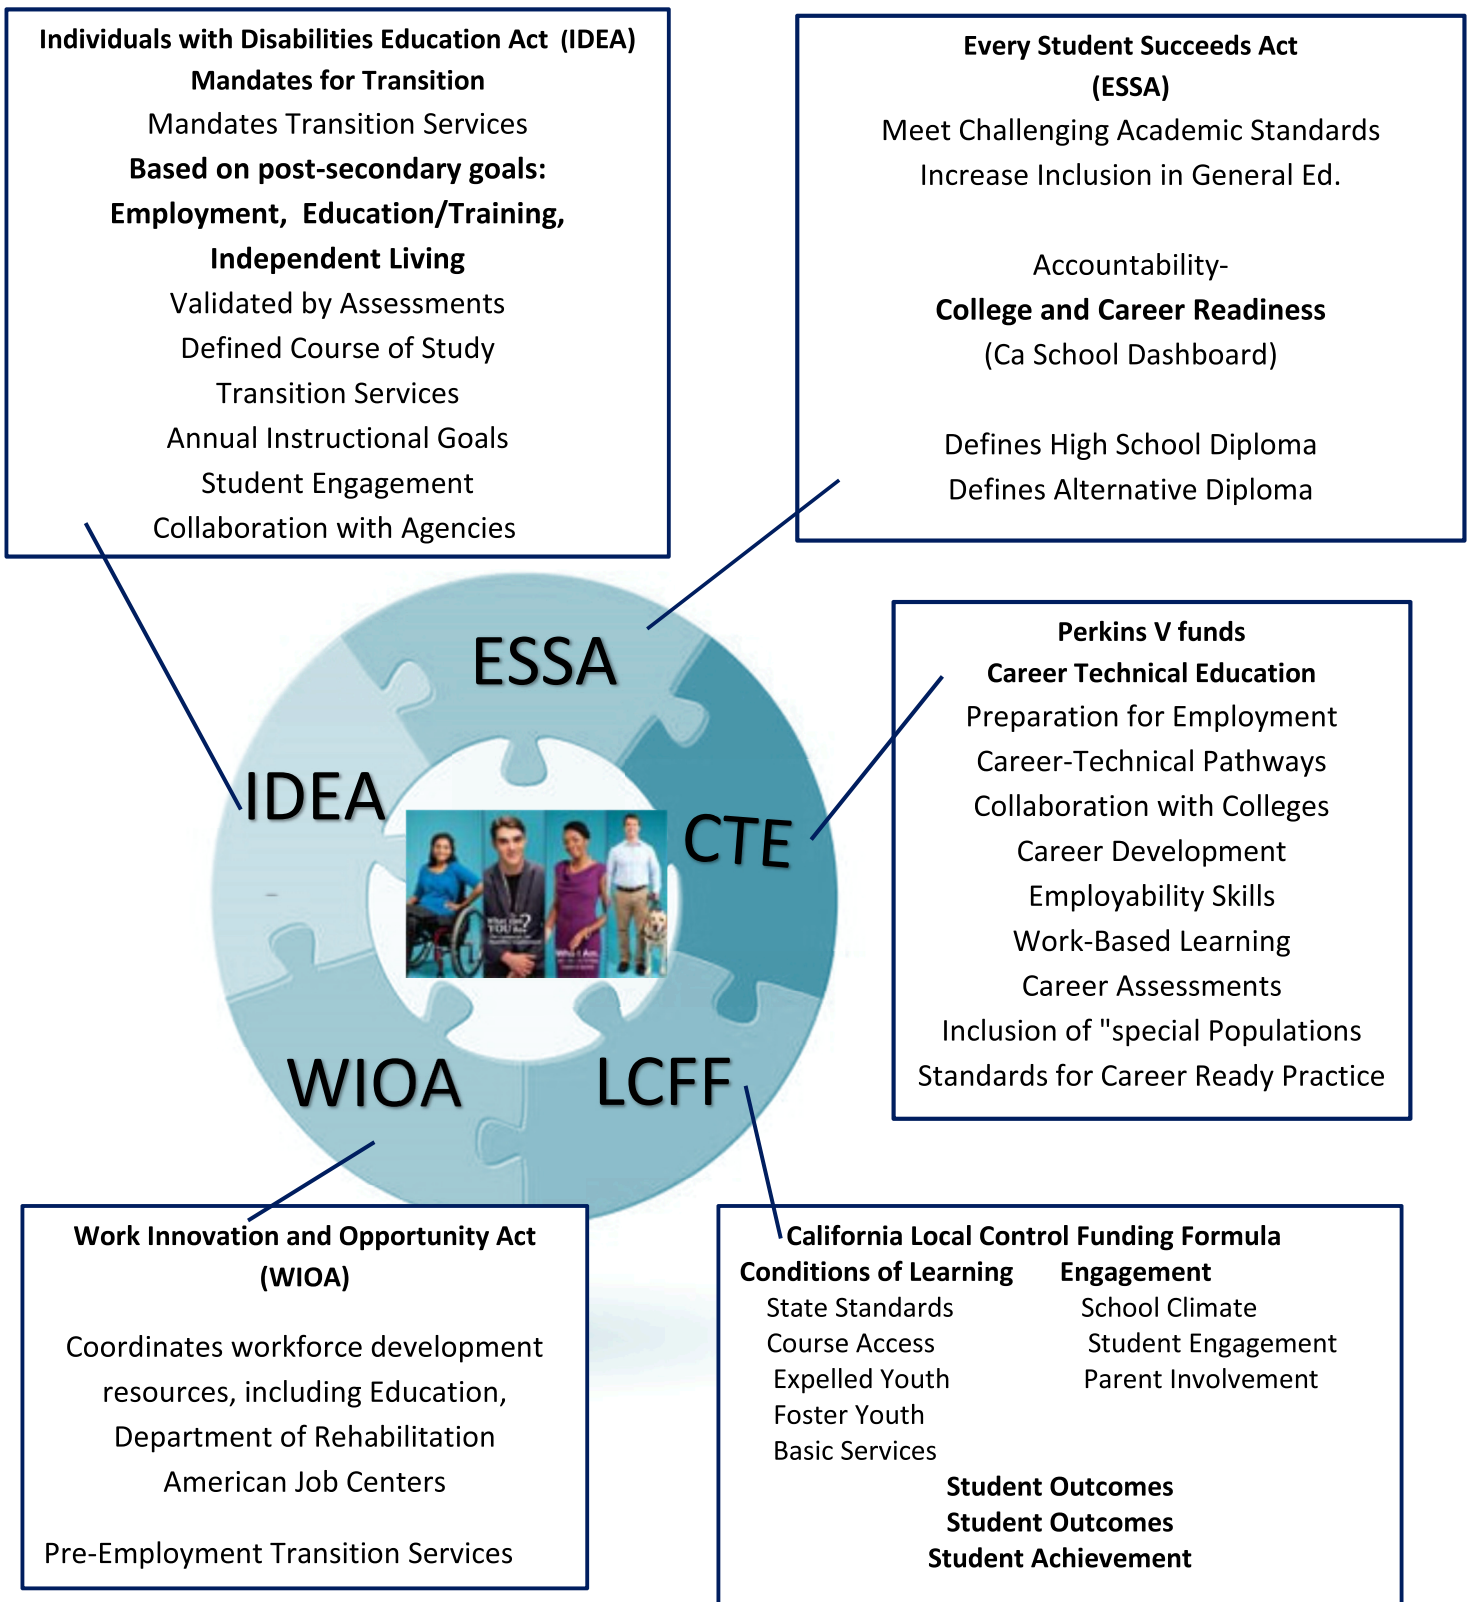 Individuals with Disabilities Education Act (IDEA)
Mandates for Transition
Mandates Transition Services
Based on post-secondary goals:
Employment, Education/Training,
Independent Living
Validated by Assessments
Defined Course of Study
Transition Services
Annual Instructional Goals
Student Engagement
Collaboration with Agencies
Every Student Succeeds Act
(ESSA)
Meet Challenging Academic Standards
Increase Inclusion in General Ed.
Accountability-
College and Career Readiness
(Ca School Dashboard)
Defines High School Diploma
Defines Alternative Diploma
ESSA
IDEA
CTE
WIOA
LCFF
What can
YOU do?
What I
Perkins V funds
Career Technical Education
Preparation for Employment
Career-Technical Pathways
Collaboration with Colleges
Career Development
Employability Skills
Work-Based Learning
Career Assessments
Inclusion of "special Populations
Standards for Career Ready Practice
Work Innovation and Opportunity Act
(WIOA)
Coordinates workforce development
resources, including Education,
Department of Rehabilitation
American Job Centers
Pre-Employment Transition Services
California Local Control Funding Formula
Conditions of Learning Engagement
State Standards School Climate
Course Access Student Engagement
Expelled Youth Parent Involvement
Foster Youth
Basic Services
Student Outcomes
Student Outcomes
Student Achievement